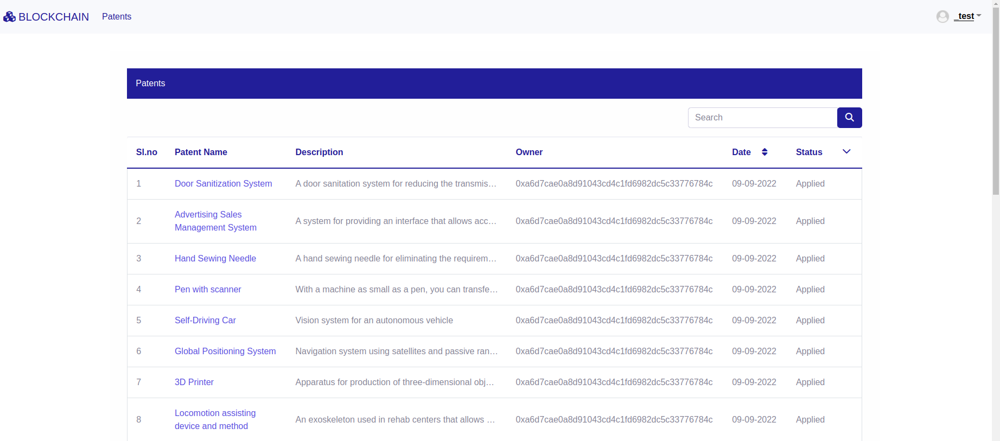 BLOCKCHAIN Patents _test
Patents
Search
Sl.no Patent Name Description Owner Date Status
1 Door Sanitization System A door sanitation system for reducing the transmis… 0xa6d7cae0a8d91043cd4c1fd6982dc5c33776784c 09-09-2022 Applied
Advertising Sales
2 Management System A system for providing an interface that allows acc… 0xa6d7cae0a8d91043cd4c1fd6982dc5c33776784c 09-09-2022 Applied
3 Hand Sewing Needle A hand sewing needle for eliminating the requirem… 0xa6d7cae0a8d91043cd4c1fd6982dc5c33776784c 09-09-2022 Applied
4 Pen with scanner With a machine as small as a pen, you can transfe… 0xa6d7cae0a8d91043cd4c1fd6982dc5c33776784c 09-09-2022 Applied
5 Self-Driving Car Vision system for an autonomous vehicle 0xa6d7cae0a8d91043cd4c1fd6982dc5c33776784c 09-09-2022 Applied
6 Global Positioning System Navigation system using satellites and passive ran… 0xa6d7cae0a8d91043cd4c1fd6982dc5c33776784c 09-09-2022 Applied
7 3D Printer Apparatus for production of three-dimensional obj… 0xa6d7cae0a8d91043cd4c1fd6982dc5c33776784c 09-09-2022 Applied
Locomotion assisting
8 device and method An exoskeleton used in rehab centers that allows … 0xa6d7cae0a8d91043cd4c1fd6982dc5c33776784c 09-09-2022 Applied